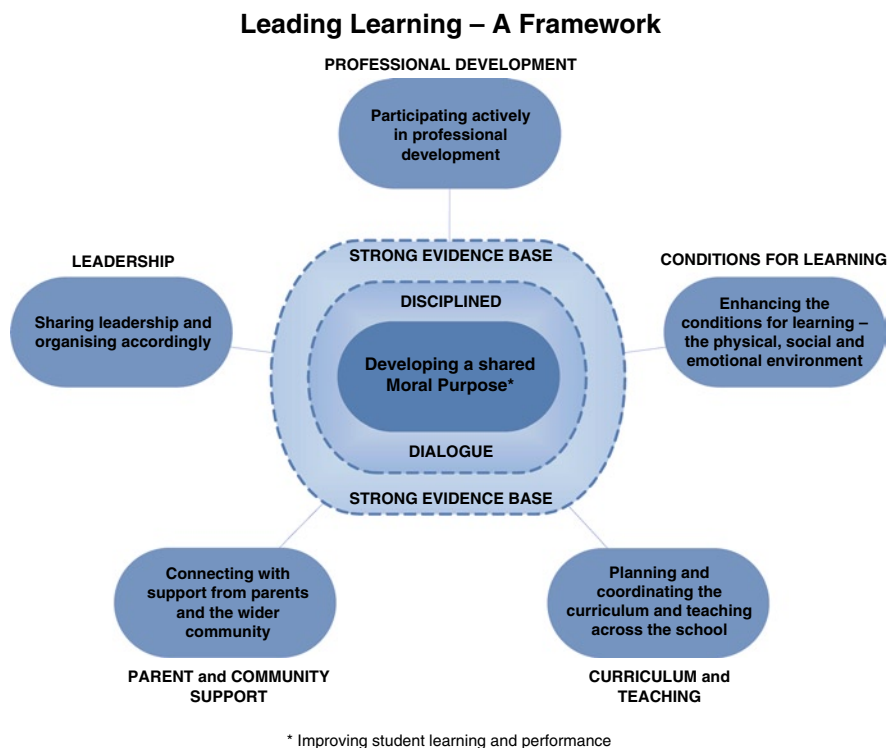 Leading Learning – A Framework
PROFESSIONAL DEVELOPMENT
Participating actively
in professional
development
LEADERSHIP
Sharing leadership and
organising accordingly
STRONG EVIDENCE BASE
DISCIPLINED
Developing a shared
Moral Purpose*
DIALOGUE
STRONG EVIDENCE BASE
CONDITIONS FOR LEARNING
Enhancing the
conditions for learning –
the physical, social and
emotional environment
Connecting with
support from parents
and the wider
community
PARENT and COMMUNITY
SUPPORT
Planning and
coordinating the
curriculum and teaching
across the school
CURRICULUM and
TEACHING
* Improving student learning and performance